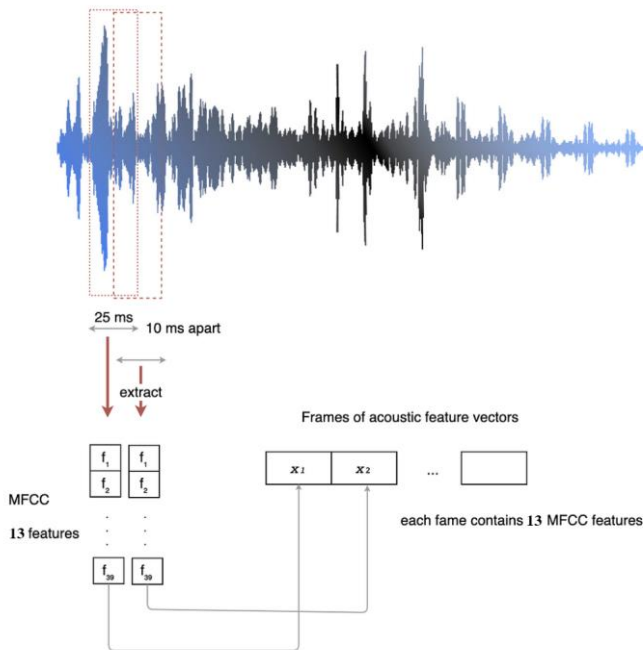 25 ms
10 ms apart
extract
Frames of acoustic feature vectors
f1 f1
f2 f2
x1 x2 ...
MFCC
13 features
each fame contains 13 MFCC features
. .
. .
. .
f39 f39